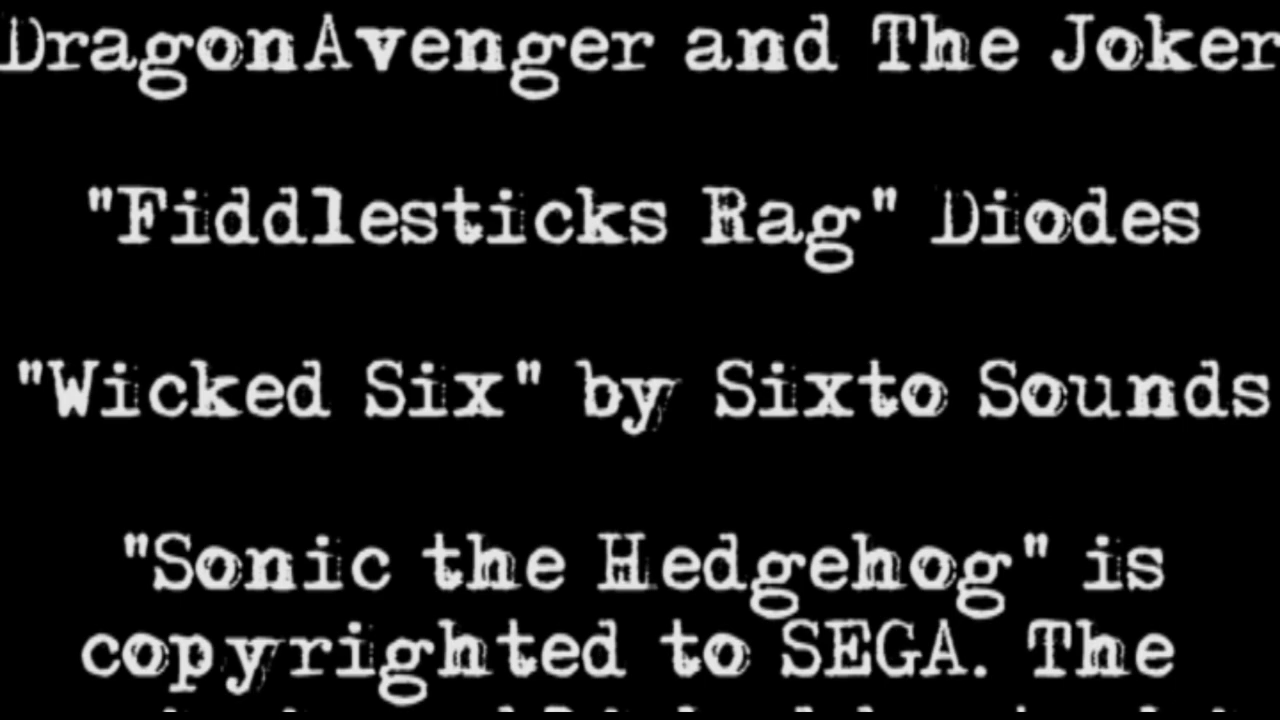 DragonAvenger and The Joker
"Fiddlesticks Rag" Diodes
"Wicked Six" by Sixto Sounds
"Sonic the Hedgehog" is
copyrighted to SEGA. The